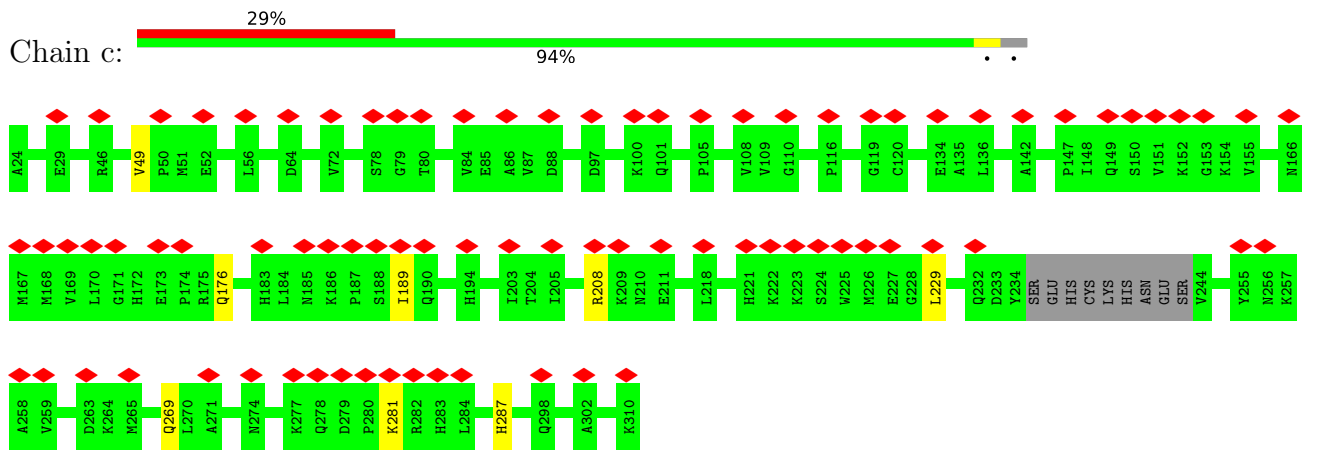 29%
Chain c:
94%
. .
A24 E29 R46 V49 P50 M51 E52 L56 D64 V72 S78 G79 T80 V84 E85 A86 V87 D88 D97 K100 Q101 P105 V108 V109 G110 P116 G119 C120 E134 A135 L136 A142 P147 I148 Q149 S150 V151 K152 G153 K154 V155 N166
M167 M168 V169 L170 G171 H172 E173 P174 R175 Q176 H183 L184 N185 K186 P187 S188 I189 Q190 H194 I203 T204 I205 R208 K209 N210 E211 L218 H221 K222 K223 S224 W225 M226 E227 G228 L229 Q232 D233 Y234 SER GLU HIS CYS LYS HIS ASN GLU SER V244 Y255 N256 K257
A258 V259 D263 K264 M265 Q269 L270 A271 N274 K277 Q278 D279 P280 K281 R282 H283 L284 H287 Q298 A302 K310